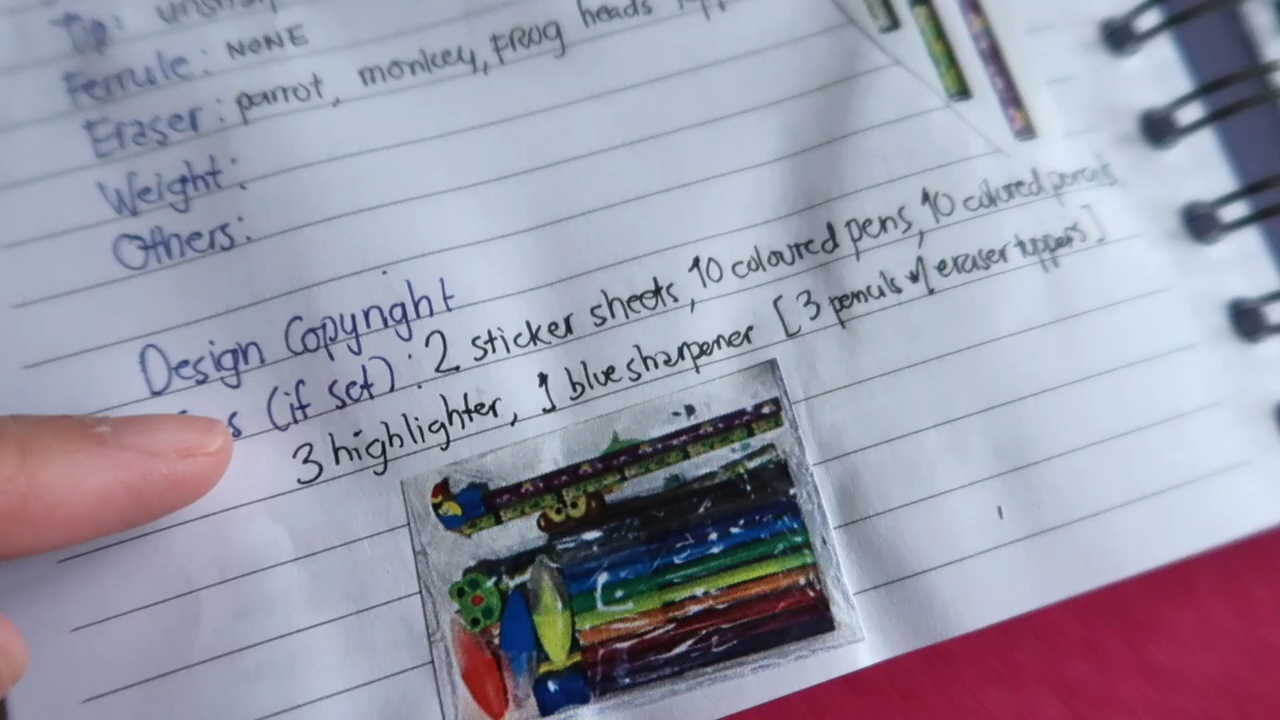 Tip:
Ferrule: NONE
Eraser: parrot, monkey, FROG heads
Weight:
Others:
Design Copyright
(if set): 2 sticker sheets, 10 coloured pens, 10 coloured pencils
3 highlighter, 1 blue sharpener [3 pencils w/ eraser toppers]